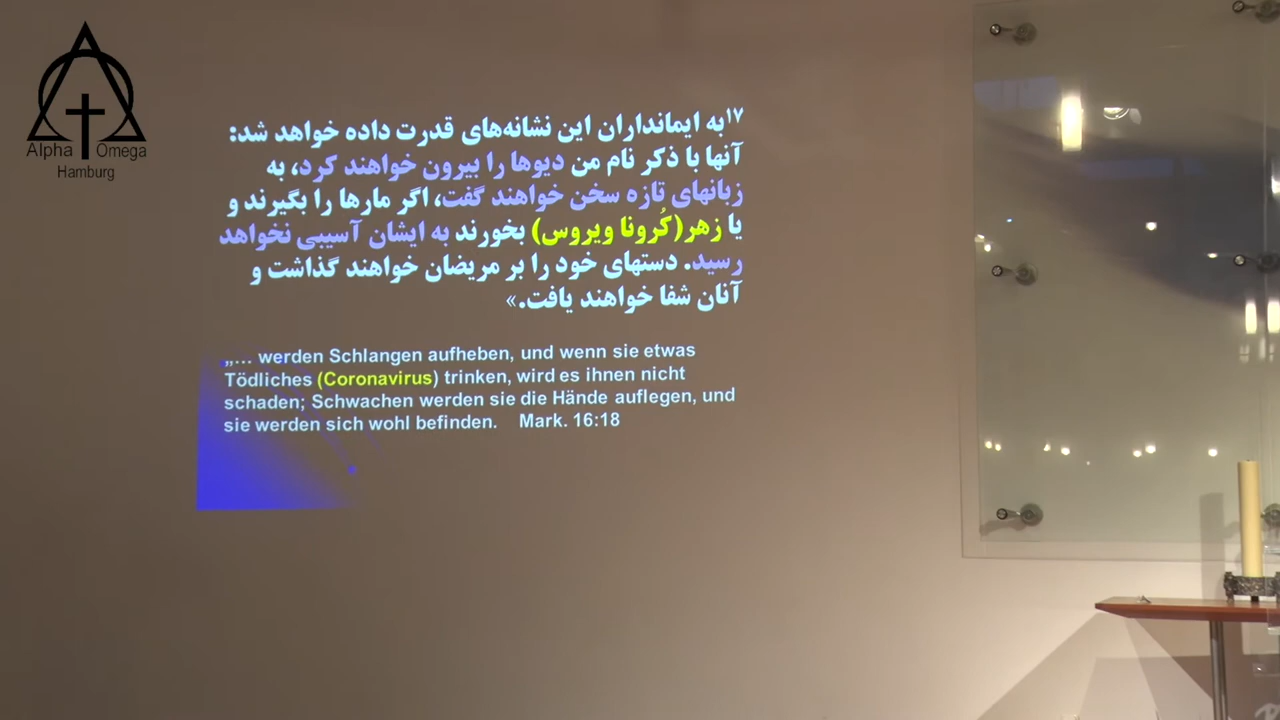 Alpha Omega
Hamburg
۱۷به ایمانداران این نشانه‌های قدرت داده خواهد شد:
آنها با ذکر نام من دیوها را بیرون خواهند کرد، به
زبانهای تازه سخن خواهند گفت، اگر مارها را بگیرند و
یا زهر(کُرونا ویروس) بخورند به ایشان آسیبی نخواهد
رسید. دستهای خود را بر مریضان خواهند گذاشت و
آنان شفا خواهند یافت.»
„... werden Schlangen aufheben, und wenn sie etwas
Tödliches (Coronavirus) trinken, wird es ihnen nicht
schaden; Schwachen werden sie die Hände auflegen, und
sie werden sich wohl befinden. Mark. 16:18